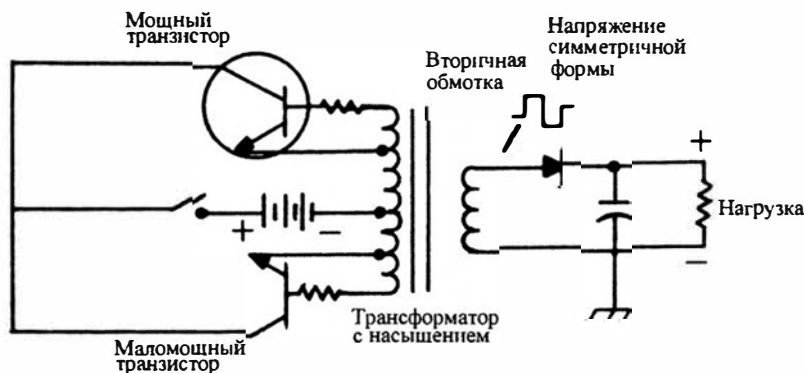 Мощный
транзистор
Вторичная
обмотка
Напряжение
симметричной
формы
+
Нагрузка
−
+ −
Трансформатор
с насыщением
Маломощный
транзистор